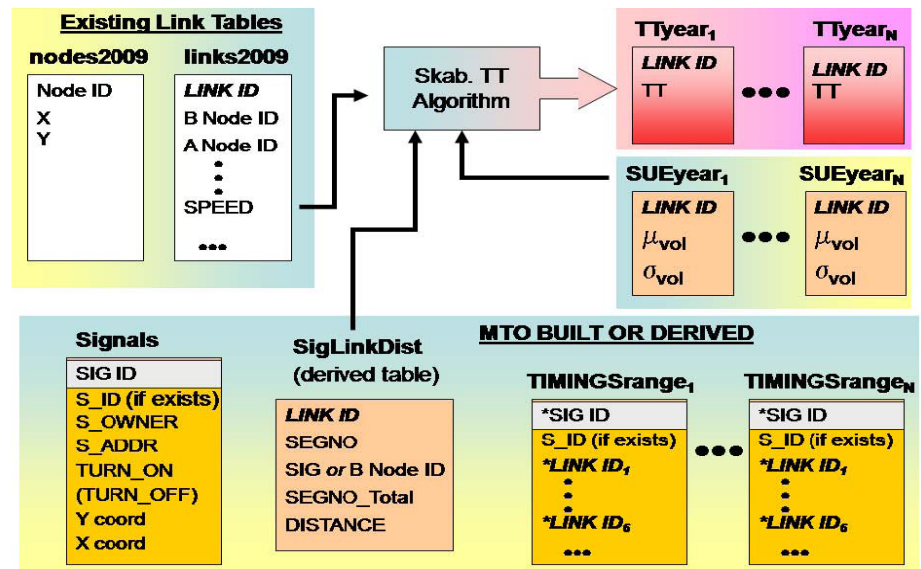 Existing Link Tables
nodes2009
Node ID
X
Y
links2009
LINK ID
B Node ID
A Node ID
SPEED
...
Skab. TT
Algorithm
TTyear1
LINK ID
TT
...
TTyearN
LINK ID
TT
SUEyear1
LINK ID
μvol
σvol
...
SUEyearN
LINK ID
μvol
σvol
MTO BUILT OR DERIVED
Signals
SIG ID
S_ID (if exists)
S_OWNER
S_ADDR
TURN_ON
(TURN_OFF)
Y coord
X coord
SigLinkDist
(derived table)
LINK ID
SEGNO
SIG or B Node ID
SEGNO_Total
DISTANCE
TIMINGSrange1
*SIG ID
S_ID (if exists)
*LINK ID1
*LINK ID6
...
...
TIMINGSrangeN
*SIG ID
S_ID (if exists)
*LINK ID1
*LINK ID6
...